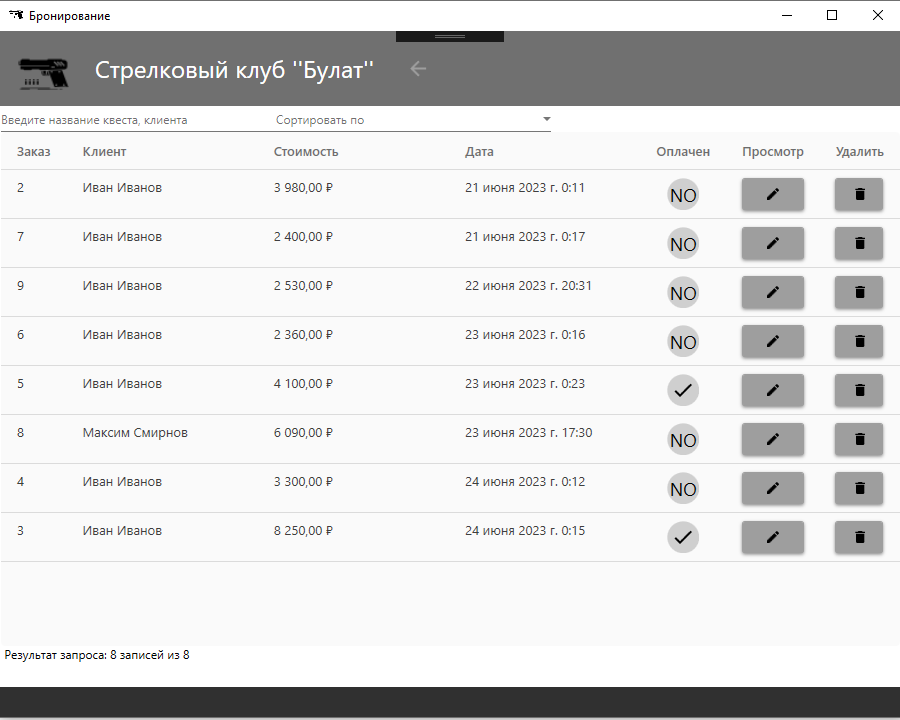 Бронирование
Стрелковый клуб "Булат"
Введите название квеста, клиента Сортировать по
Заказ Клиент Стоимость Дата Оплачен Просмотр Удалить
2 Иван Иванов 3 980,00 ₽ 21 июня 2023 г. 0:11 NO
7 Иван Иванов 2 400,00 ₽ 21 июня 2023 г. 0:17 NO
9 Иван Иванов 2 530,00 ₽ 22 июня 2023 г. 20:31 NO
6 Иван Иванов 2 360,00 ₽ 23 июня 2023 г. 0:16 NO
5 Иван Иванов 4 100,00 ₽ 23 июня 2023 г. 0:23
8 Максим Смирнов 6 090,00 ₽ 23 июня 2023 г. 17:30 NO
4 Иван Иванов 3 300,00 ₽ 24 июня 2023 г. 0:12 NO
3 Иван Иванов 8 250,00 ₽ 24 июня 2023 г. 0:15
Результат запроса: 8 записей из 8